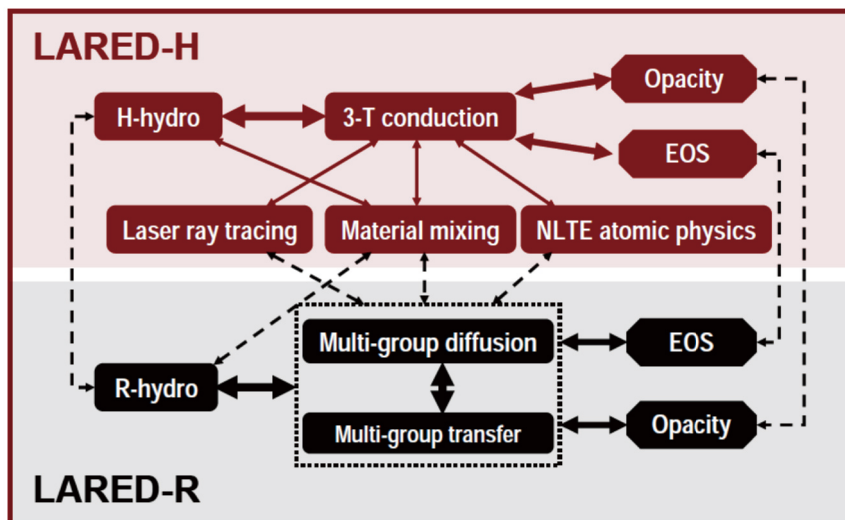 LARED-H
Opacity
H-hydro
3-T conduction
EOS
Laser ray tracing
Material mixing
NLTE atomic physics
Multi-group diffusion
EOS
R-hydro
Multi-group transfer
Opacity
LARED-R